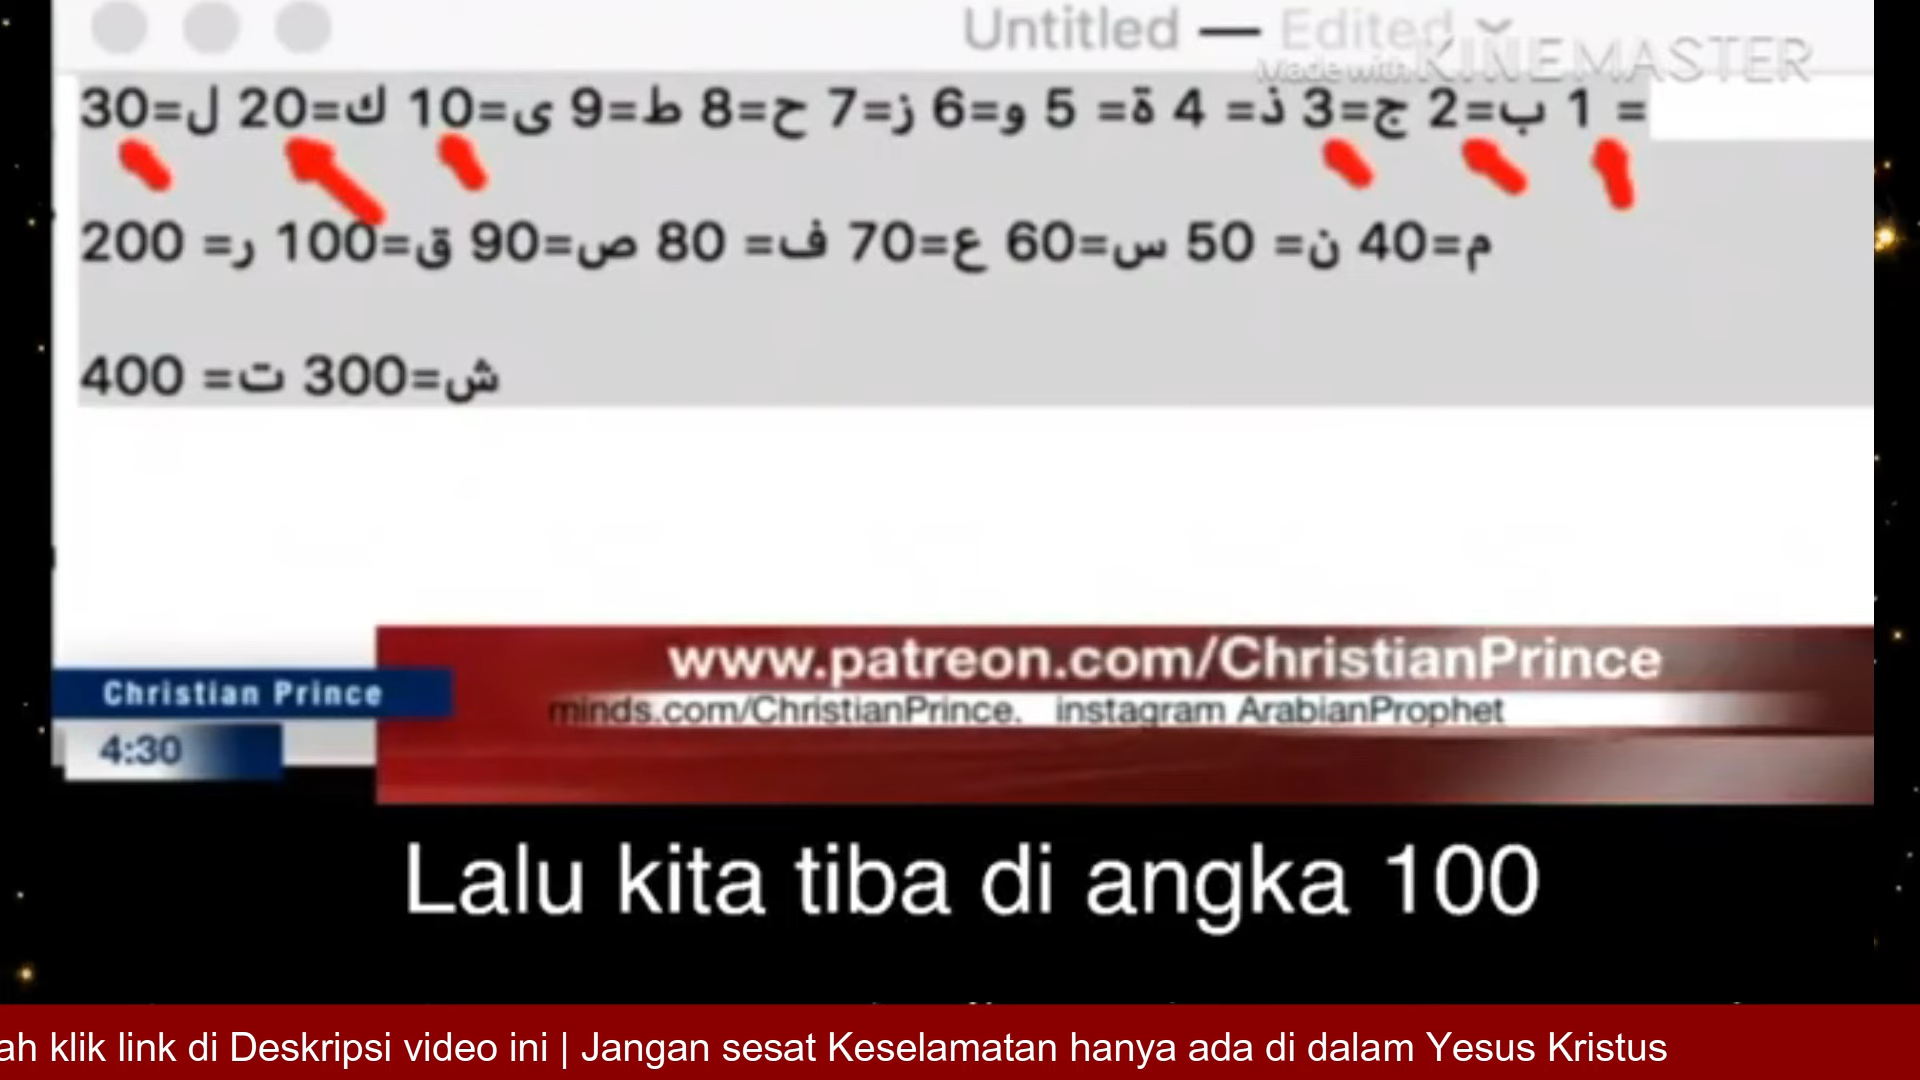 Untitled — Edited
Made with KINEMASTER
= 1 ب=2 ج=3 ذ= 4 ة= 5 و=6 ز=7 ح=8 ط=9 ى=10 ك=20 ل=30
م=40 ن= 50 س=60 ع=70 ف= 80 ص=90 ق=100 ر= 200
ش=300 ت= 400
www.patreon.com/ChristianPrince
Christian Prince
minds.com/ChristianPrince. instagram ArabianProphet
4:30
Lalu kita tiba di angka 100
ah klik link di Deskripsi video ini | Jangan sesat Keselamatan hanya ada di dalam Yesus Kristus